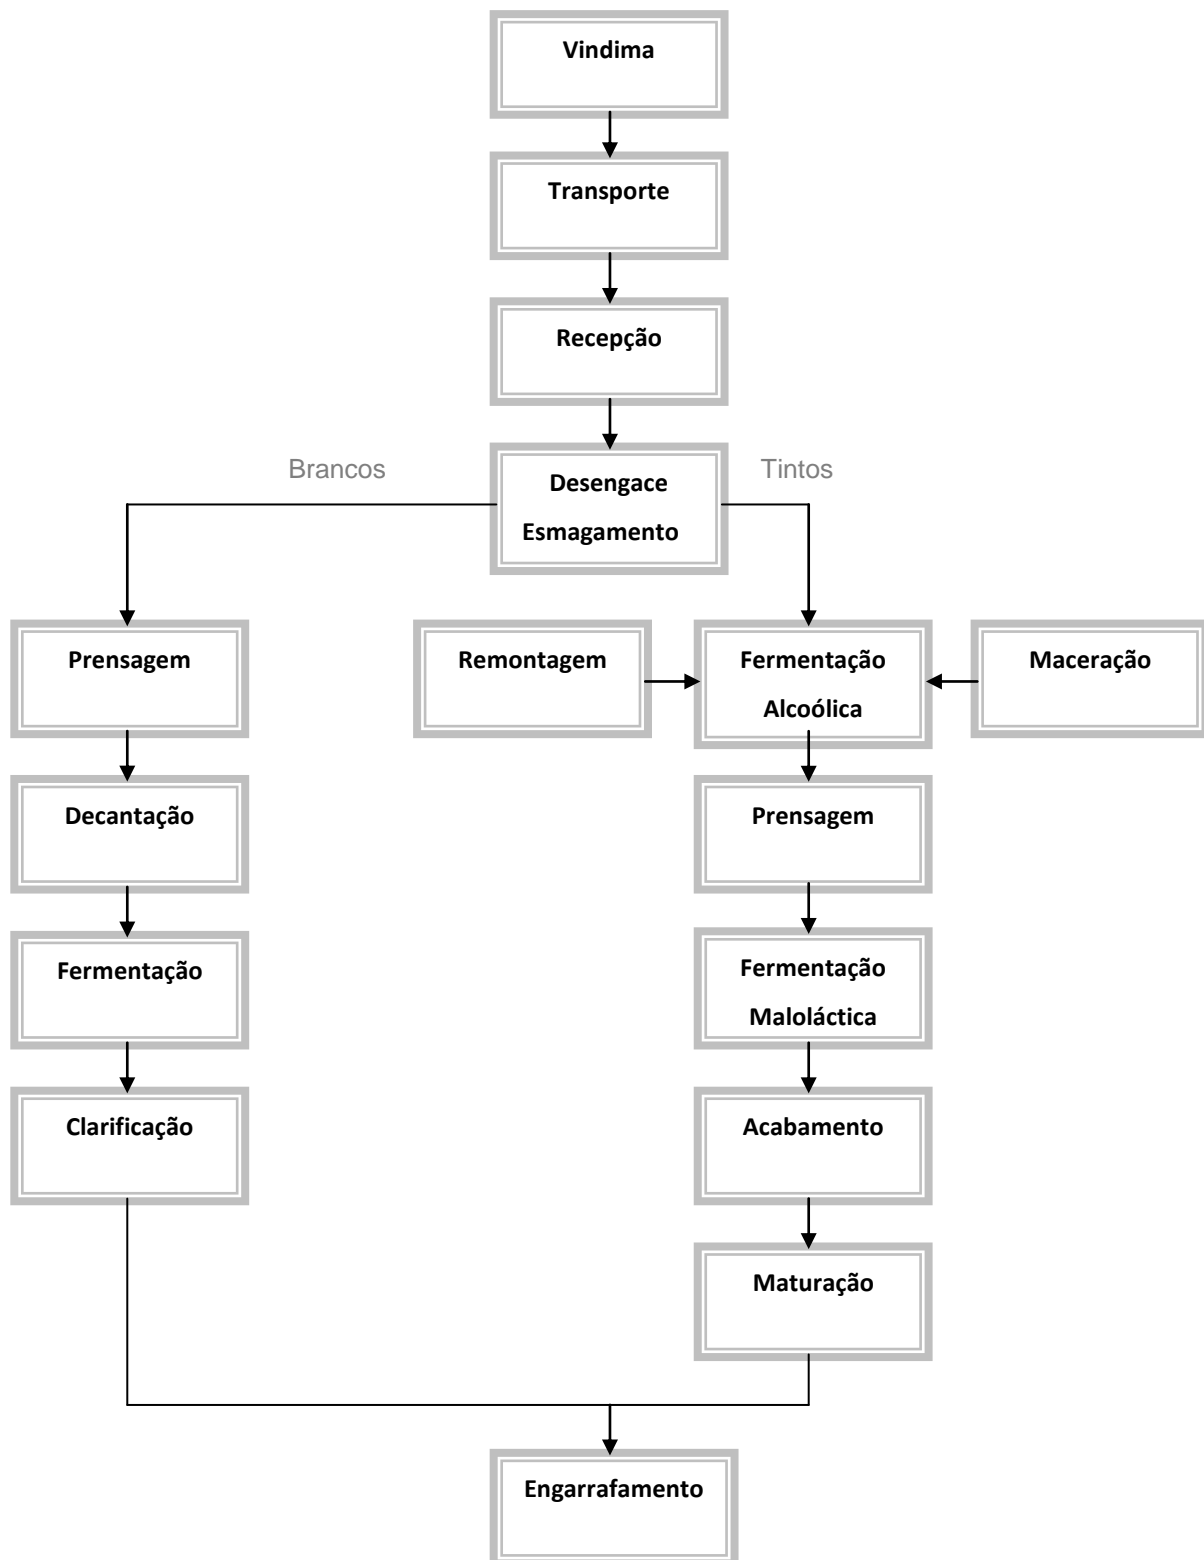 Vindima
Transporte
Recepção
Brancos
Tintos
Desengace
Esmagamento
Prensagem
Remontagem
Fermentação
Alcoólica
Maceração
Decantação
Prensagem
Fermentação
Fermentação
Maloláctica
Clarificação
Acabamento
Maturação
Engarrafamento